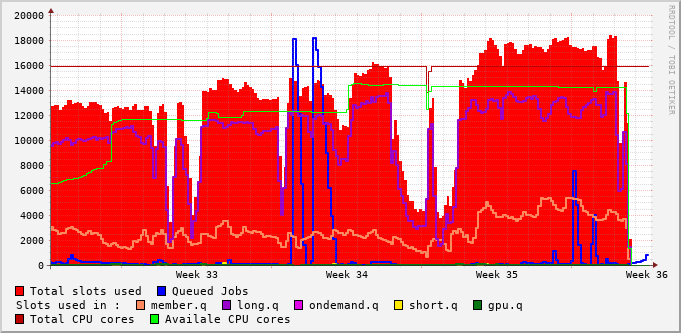 20000
18000
16000
14000
12000
10000
8000
6000
4000
2000
0
Week 33 Week 34 Week 35 Week 36
RRDTOOL / TOBI OETIKER
Total slots used Queued Jobs
Slots used in : member.q long.q ondemand.q short.q gpu.q
Total CPU cores Availale CPU cores